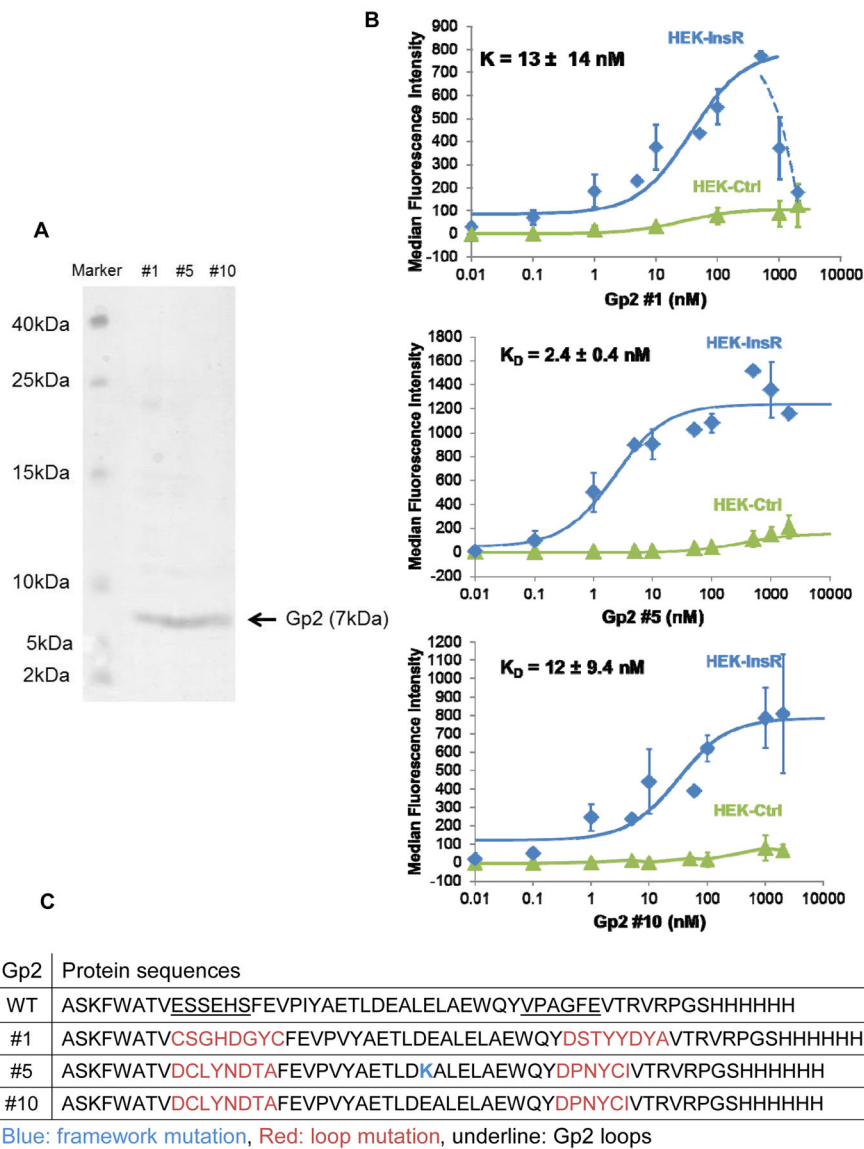 A
Marker #1 #5 #10
40kDa
25kDa
15kDa
10kDa
5kDa
2kDa
Gp2 (7kDa)
B
Median Fluorescence Intensity
900
800
700
600
500
400
300
200
100
0
-100
K = 13 ± 14 nM
HEK-InsR
HEK-Ctrl
0.01 0.1 1 10 100 1000 10000
Gp2 #1 (nM)
Median Fluorescence Intensity
1800
1600
1400
1200
1000
800
600
400
200
0
-200
KD = 2.4 ± 0.4 nM
HEK-InsR
HEK-Ctrl
0.01 0.1 1 10 100 1000 10000
Gp2 #5 (nM)
Median Fluorescence Intensity
1200
1100
1000
900
800
700
600
500
400
300
200
100
0
-100
KD = 12 ± 9.4 nM
HEK-InsR
HEK-Ctrl
0.01 0.1 1 10 100 1000 10000
Gp2 #10 (nM)
C
Gp2 Protein sequences
WT ASKFWATVESSEHSFEVPIYAETLDEALELAEWQYVPAGFEVTRVRPGSHHHHHH
#1 ASKFWATVCSGHDGYCFEVPVYAETLDEALELAEWQYDSTYYDYAVTRVRPGSHHHHHH
#5 ASKFWATVDCLYNDTAFEVPVYAETLDKALELAEWQYDPNYCIVTRVRPGSHHHHHH
#10 ASKFWATVDCLYNDTAFEVPVYAETLDEALELAEWQYDPNYCIVTRVRPGSHHHHHH
Blue: framework mutation, Red: loop mutation, underline: Gp2 loops